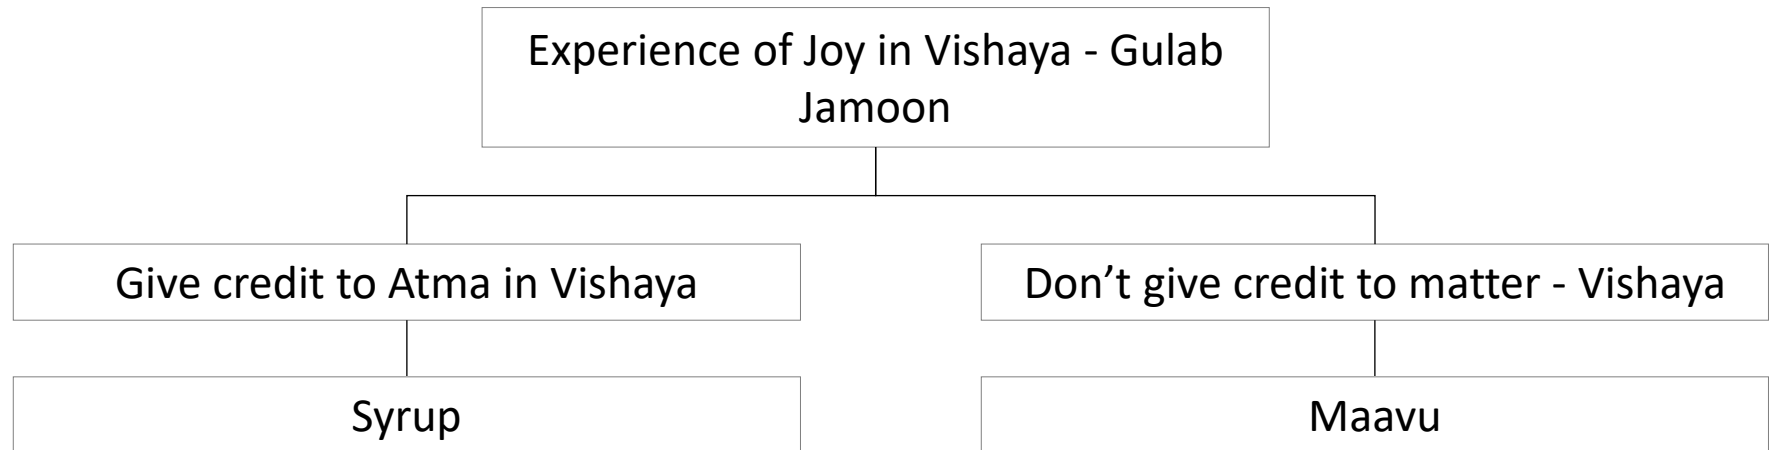 Experience of Joy in Vishaya - Gulab
Jamoon
Give credit to Atma in Vishaya
Don’t give credit to matter - Vishaya
Syrup
Maavu